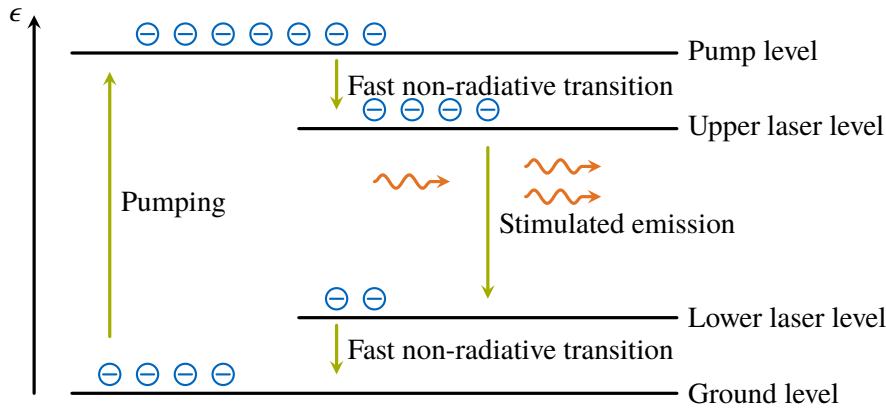 ϵ
Pump level
Fast non-radiative transition
Upper laser level
Pumping
Stimulated emission
Lower laser level
Fast non-radiative transition
Ground level